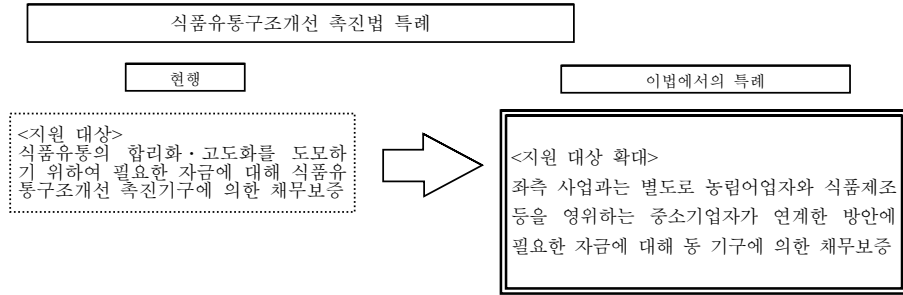 식품유통구조개선 촉진법 특례
현행
이법에서의 특례
<지원 대상>
식품유통의 합리화・고도화를 도모하
기 위하여 필요한 자금에 대해 식품유
통구조개선 촉진기구에 의한 채무보증
<지원 대상 확대>
좌측 사업과는 별도로 농림어업자와 식품제조
등을 영위하는 중소기업자가 연계한 방안에
필요한 자금에 대해 동 기구에 의한 채무보증